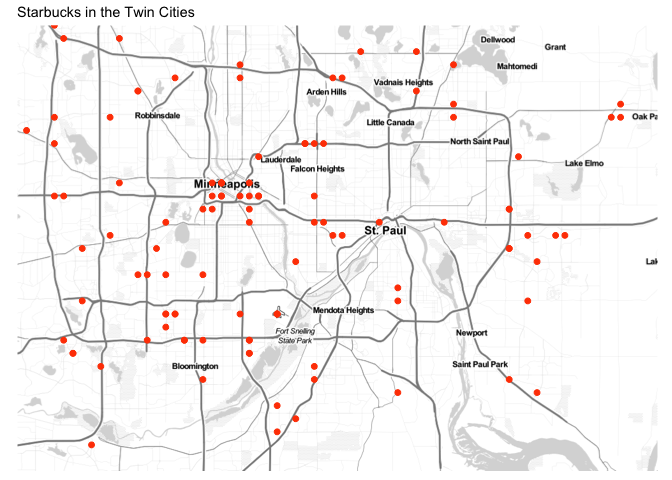 Starbucks in the Twin Cities
Dellwood
Grant
Mahtomedi
Vadnais Heights
Arden Hills
Robbinsdale
Little Canada
Oak Pa
North Saint Paul
Lauderdale
Lake Elmo
Falcon Heights
Minneapolis
St. Paul
Lak
Mendota Heights
Fort Snelling
State Park
Newport
Bloomington
Saint Paul Park